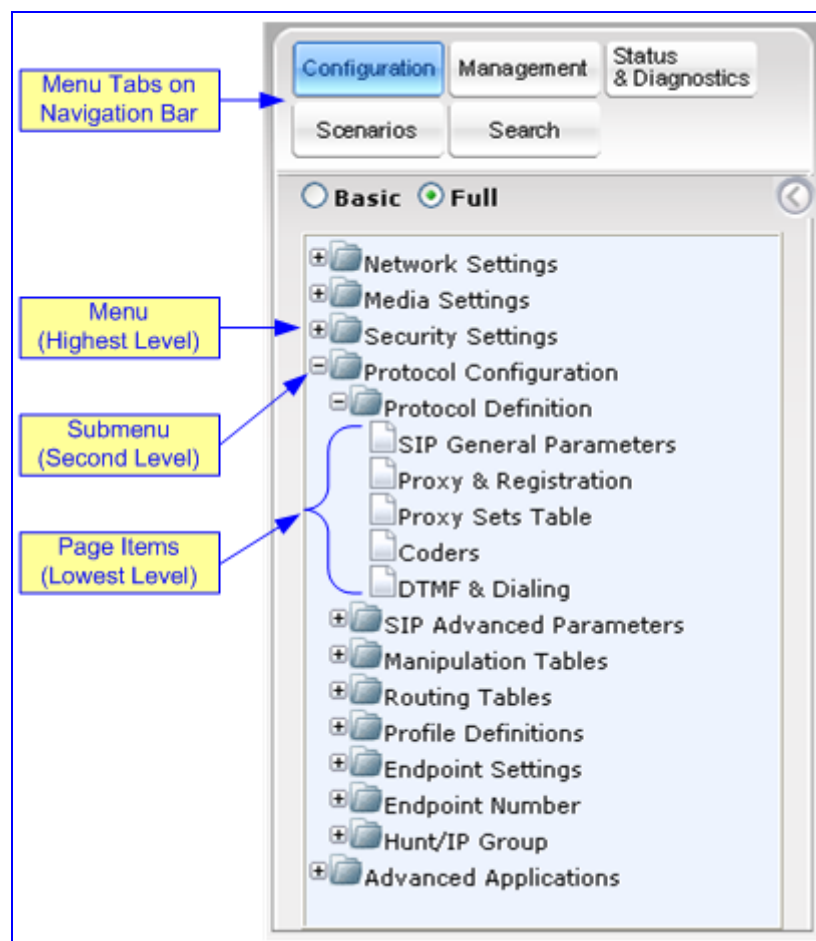 Menu Tabs on
Navigation Bar
Configuration
Management
Status
& Diagnostics
Scenarios
Search
Basic
Full
Menu
(Highest Level)
Submenu
(Second Level)
Page Items
(Lowest Level)
Network Settings
Media Settings
Security Settings
Protocol Configuration
Protocol Definition
SIP General Parameters
Proxy & Registration
Proxy Sets Table
Coders
DTMF & Dialing
SIP Advanced Parameters
Manipulation Tables
Routing Tables
Profile Definitions
Endpoint Settings
Endpoint Number
Hunt/IP Group
Advanced Applications